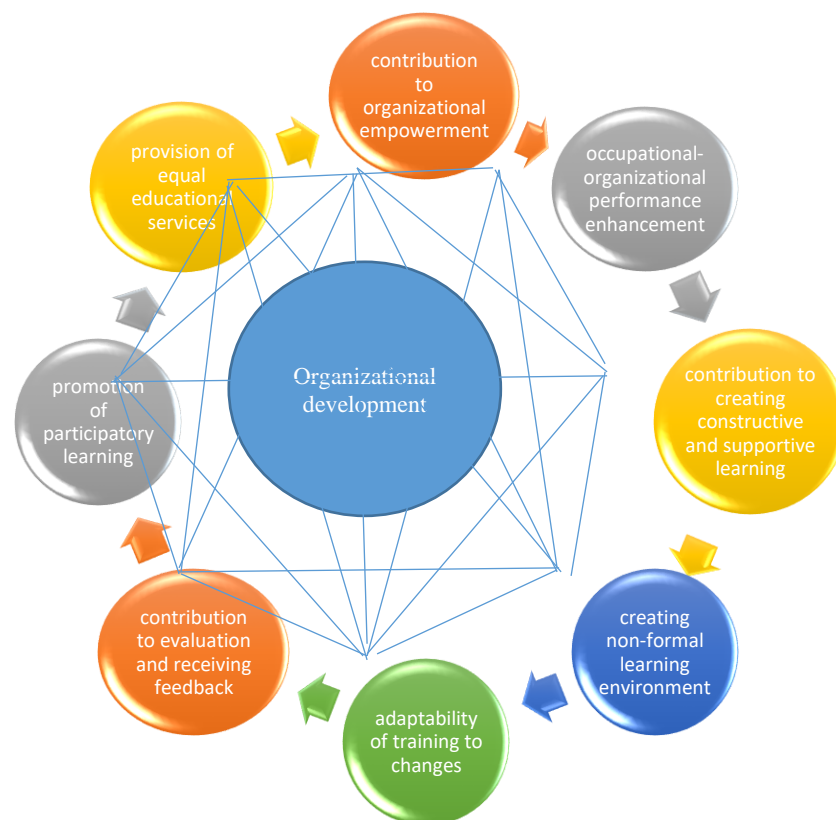 contribution
to
organizational
empowerment
occupational-
organizational
performance
enhancement
contribution to
creating
constructive
and supportive
learning
creating
non-formal
learning
environment
adaptability
of training to
changes
contribution
to evaluation
and receiving
feedback
promotion
of
participatory
learning
provision of
equal
educational
services
Organizational
development